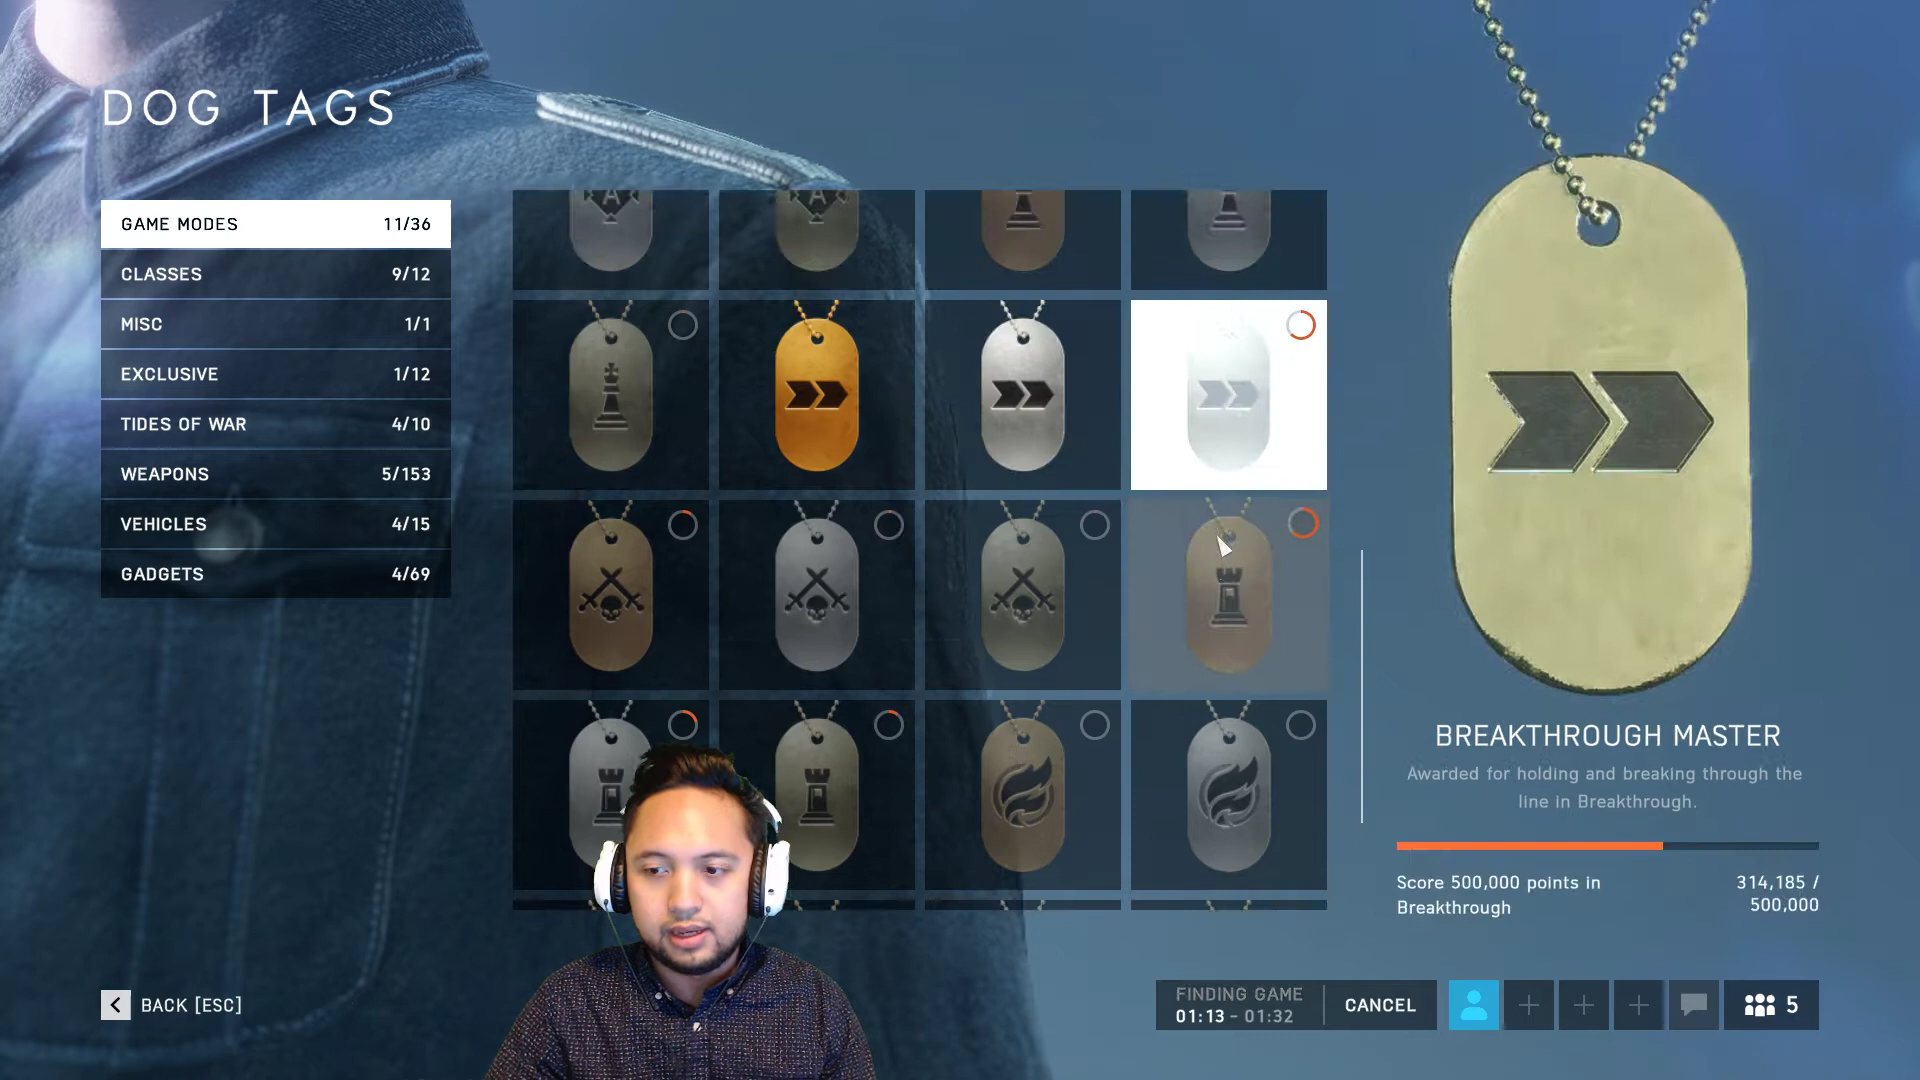 DOG TAGS
GAME MODES 11/36
CLASSES 9/12
MISC 1/1
EXCLUSIVE 1/12
TIDES OF WAR 4/10
WEAPONS 5/153
VEHICLES 4/15
GADGETS 4/69
A
A
BREAKTHROUGH MASTER
Awarded for holding and breaking through the
line in Breakthrough.
Score 500,000 points in
Breakthrough
314,185 /
500,000
BACK [ESC]
FINDING GAME
01:13 - 01:32
CANCEL
5